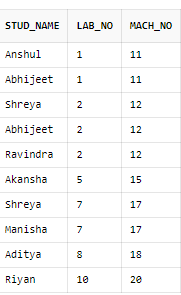 STUD_NAME LAB_NO MACH_NO
Anshul 1 11
Abhijeet 1 11
Shreya 2 12
Abhijeet 2 12
Ravindra 2 12
Akansha 5 15
Shreya 7 17
Manisha 7 17
Aditya 8 18
Riyan 10 20